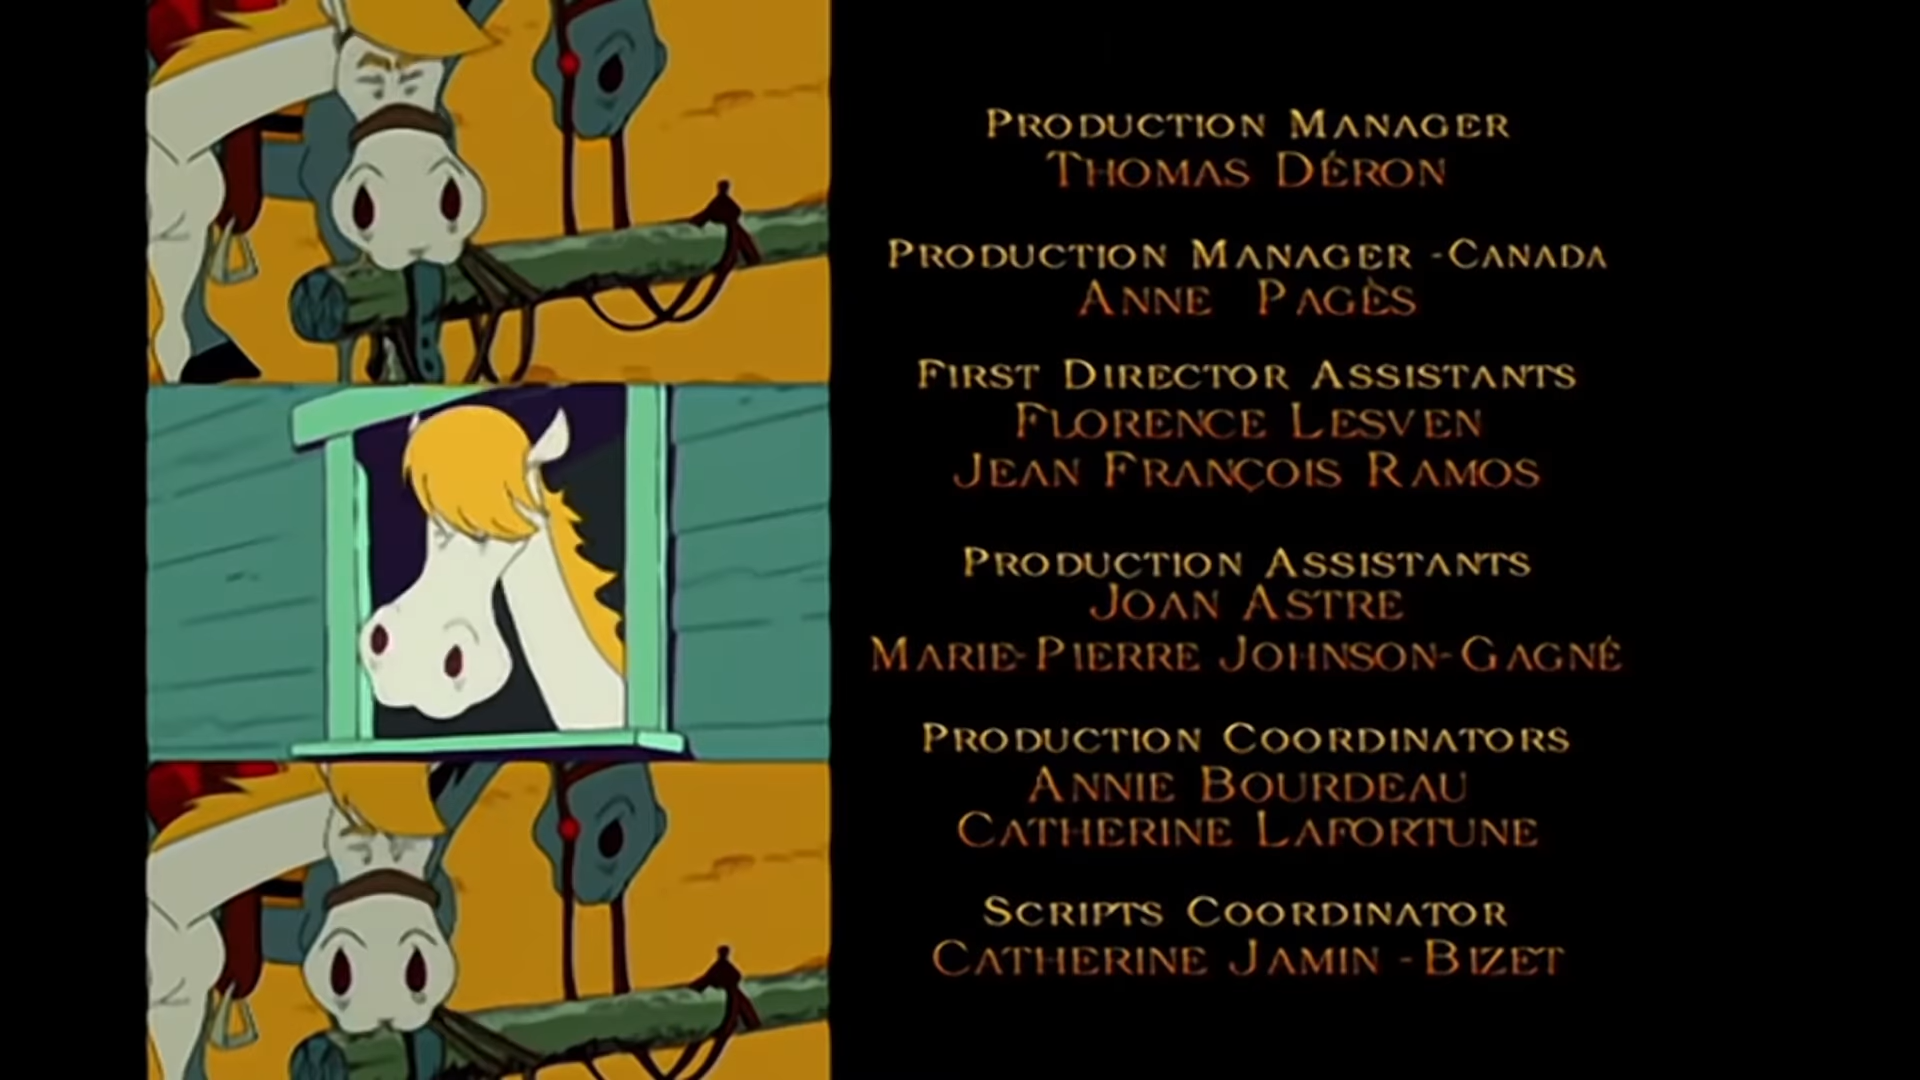 PRODUCTION MANAGER
THOMAS DÉRON
PRODUCTION MANAGER -CANADA
ANNE PAGÈS
FIRST DIRECTOR ASSISTANTS
FLORENCE LESVEN
JEAN FRANÇOIS RAMOS
PRODUCTION ASSISTANTS
JOAN ASTRE
MARIE-PIERRE JOHNSON-GAGNÉ
PRODUCTION COORDINATORS
ANNIE BOURDEAU
CATHERINE LAFORTUNE
SCRIPTS COORDINATOR
CATHERINE JAMIN -BIZET